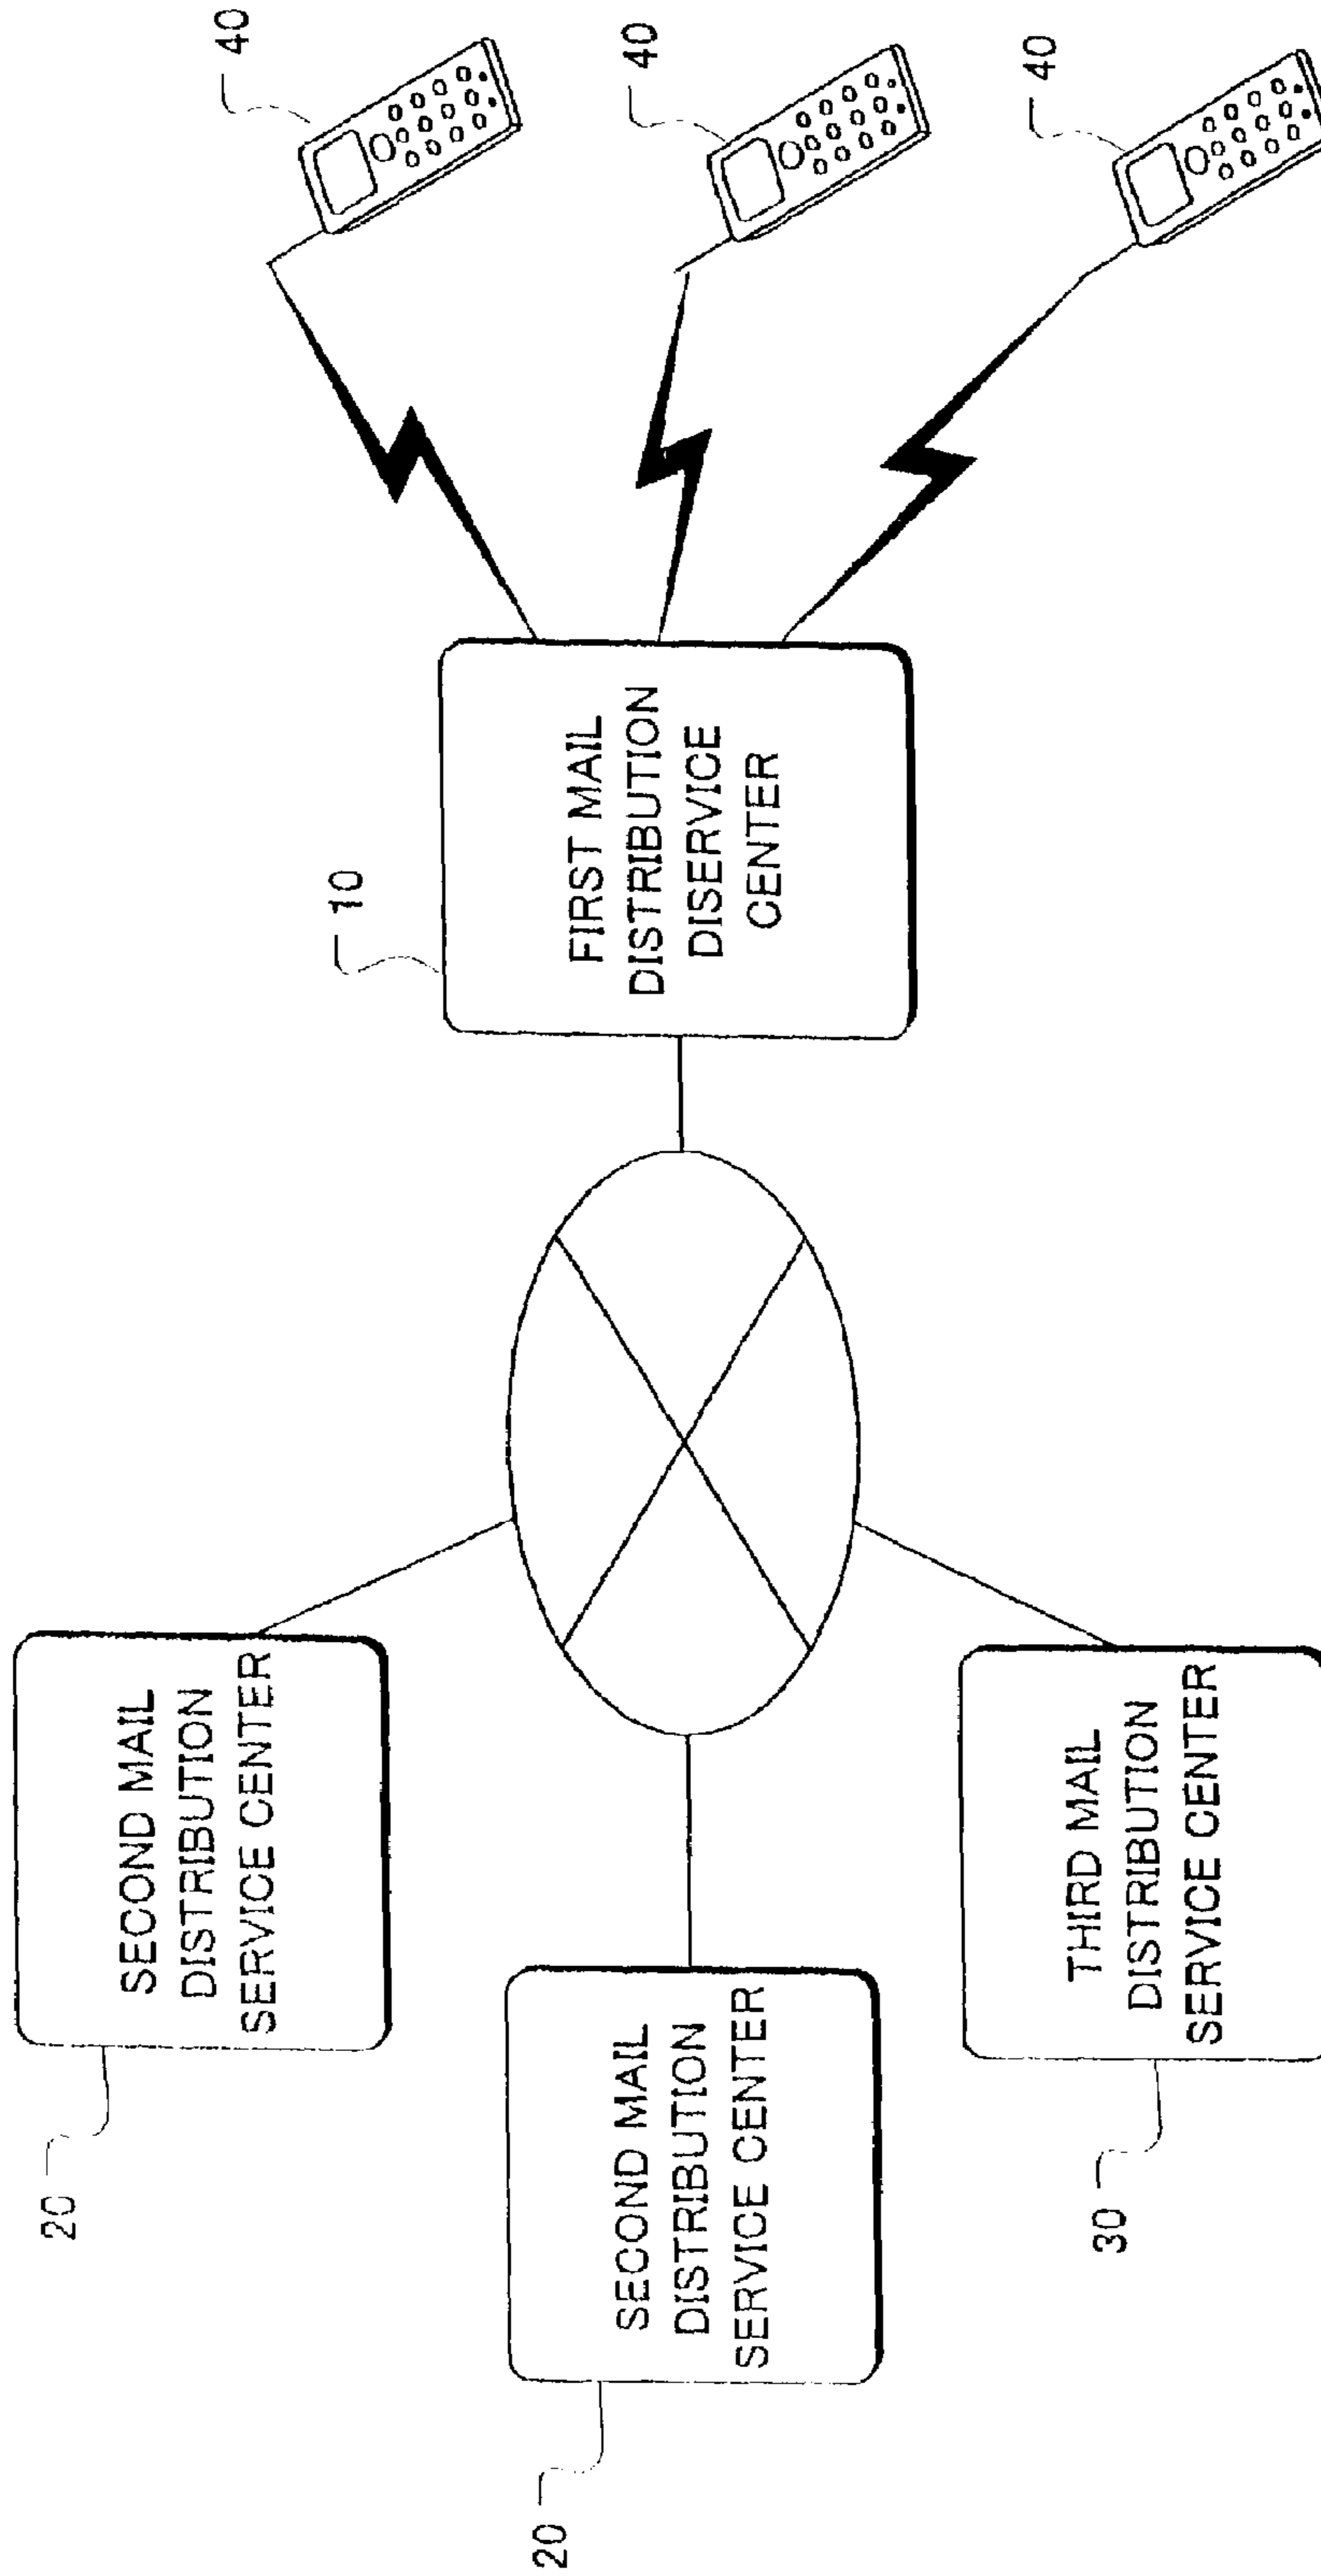 20
SECOND MAIL
DISTRIBUTION
SERVICE CENTER
20
SECOND MAIL
DISTRIBUTION
SERVICE CENTER
30
THIRD MAIL
DISTRIBUTION
SERVICE CENTER
10
FIRST MAIL
DISTRIBUTION
DISERVICE
CENTER
40
40
40